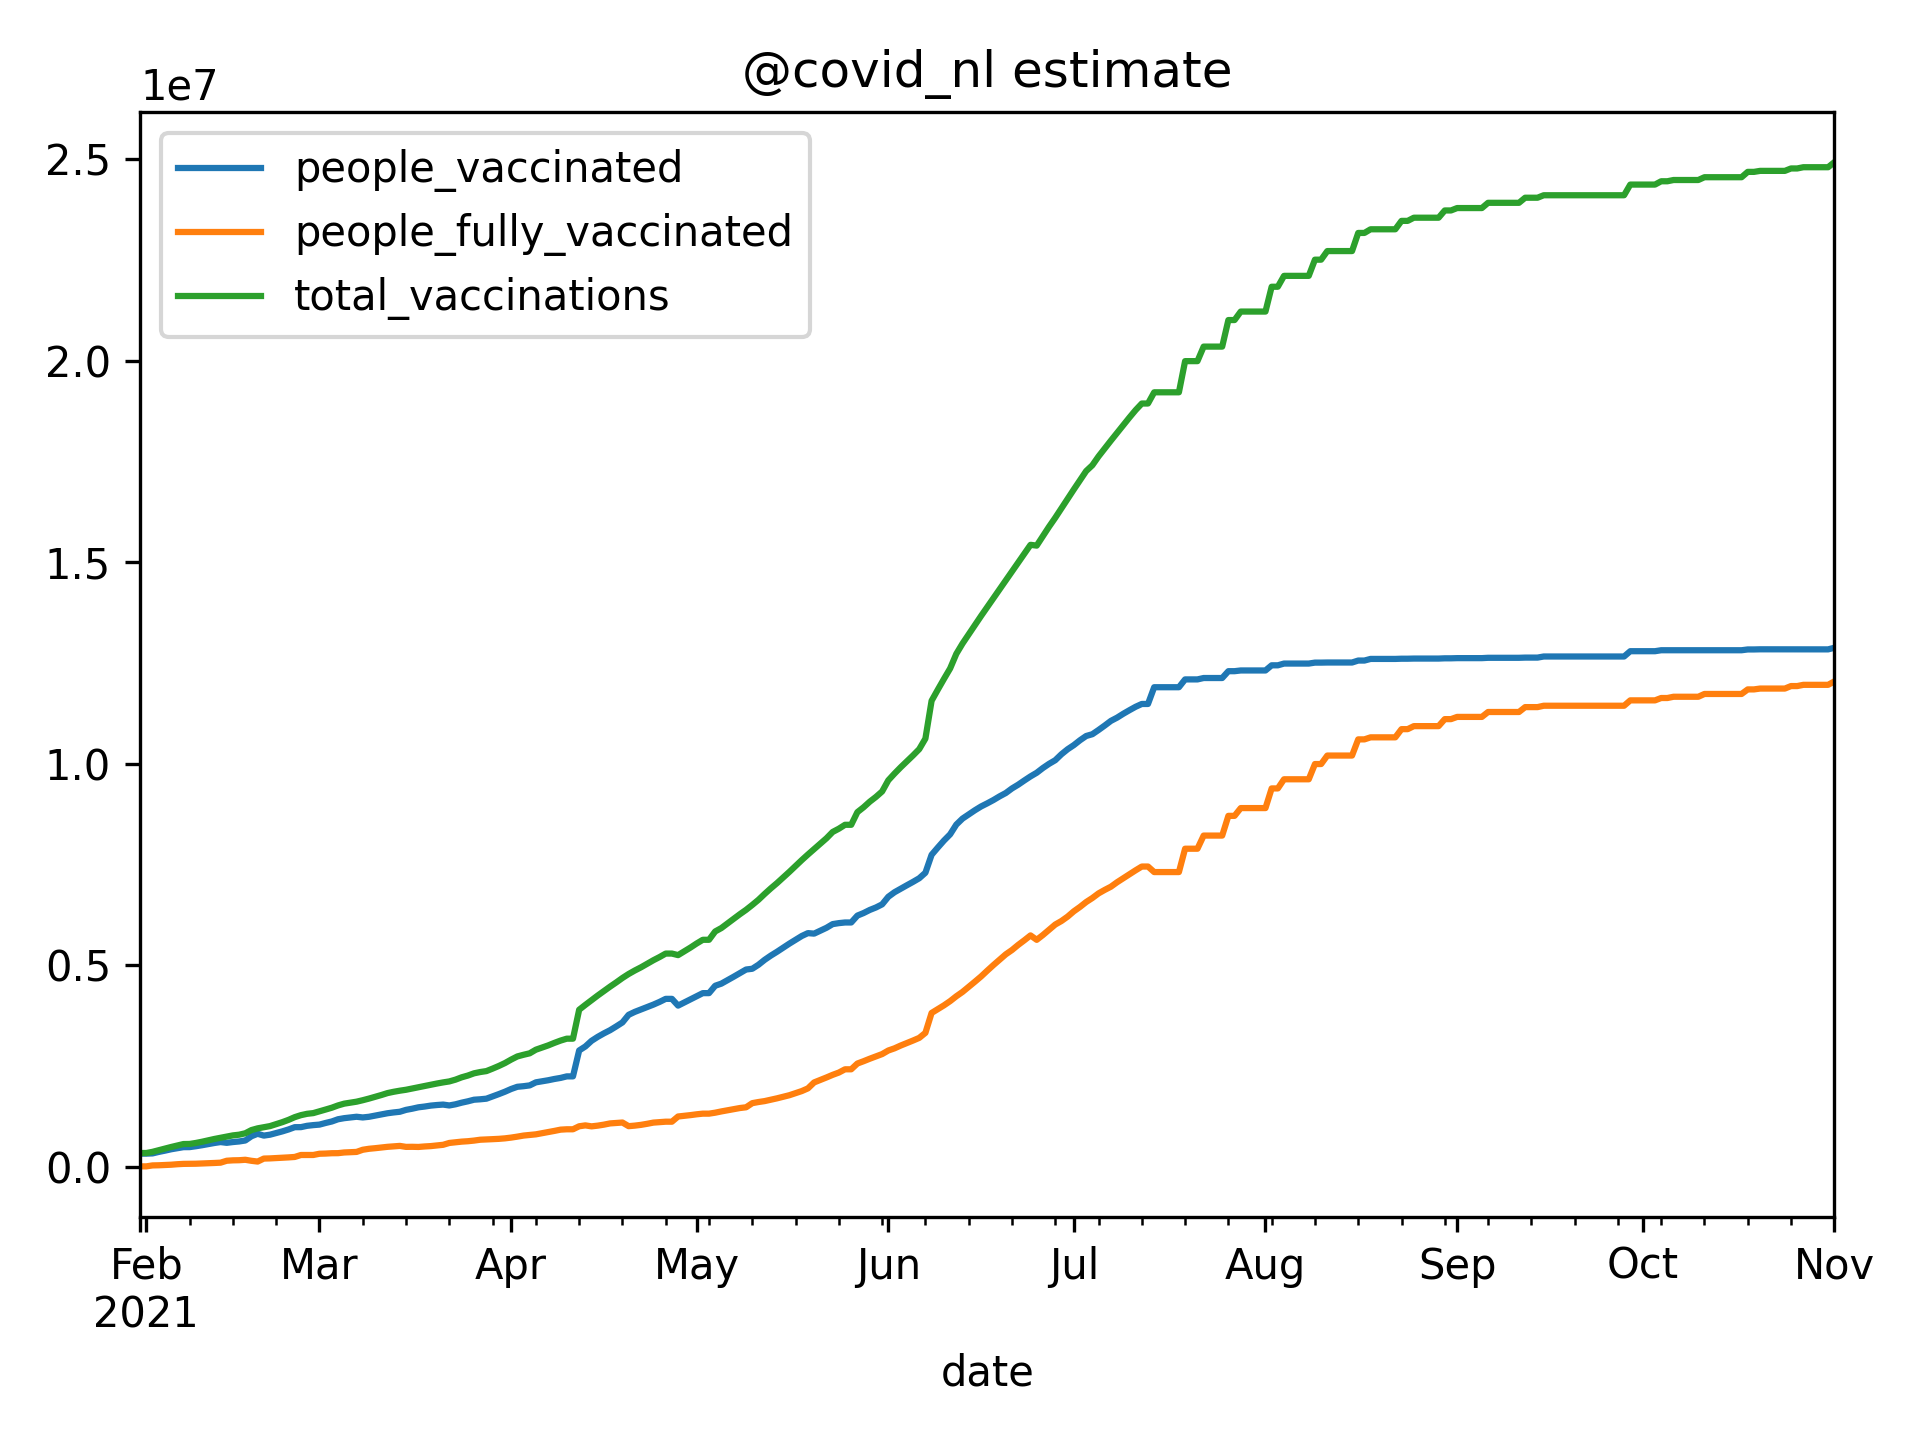 @covid_nl estimate
1e7
people_vaccinated
people_fully_vaccinated
total_vaccinations
2.5
2.0
1.5
1.0
0.5
0.0
Feb Mar Apr May Jun Jul Aug Sep Oct Nov
2021
date